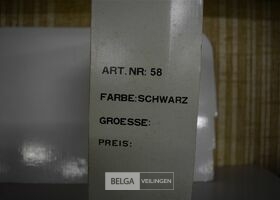 ART. NR: 58
FARBE:SCHWARZ
GROESSE:
PREIS:
BELGA VEILINGEN